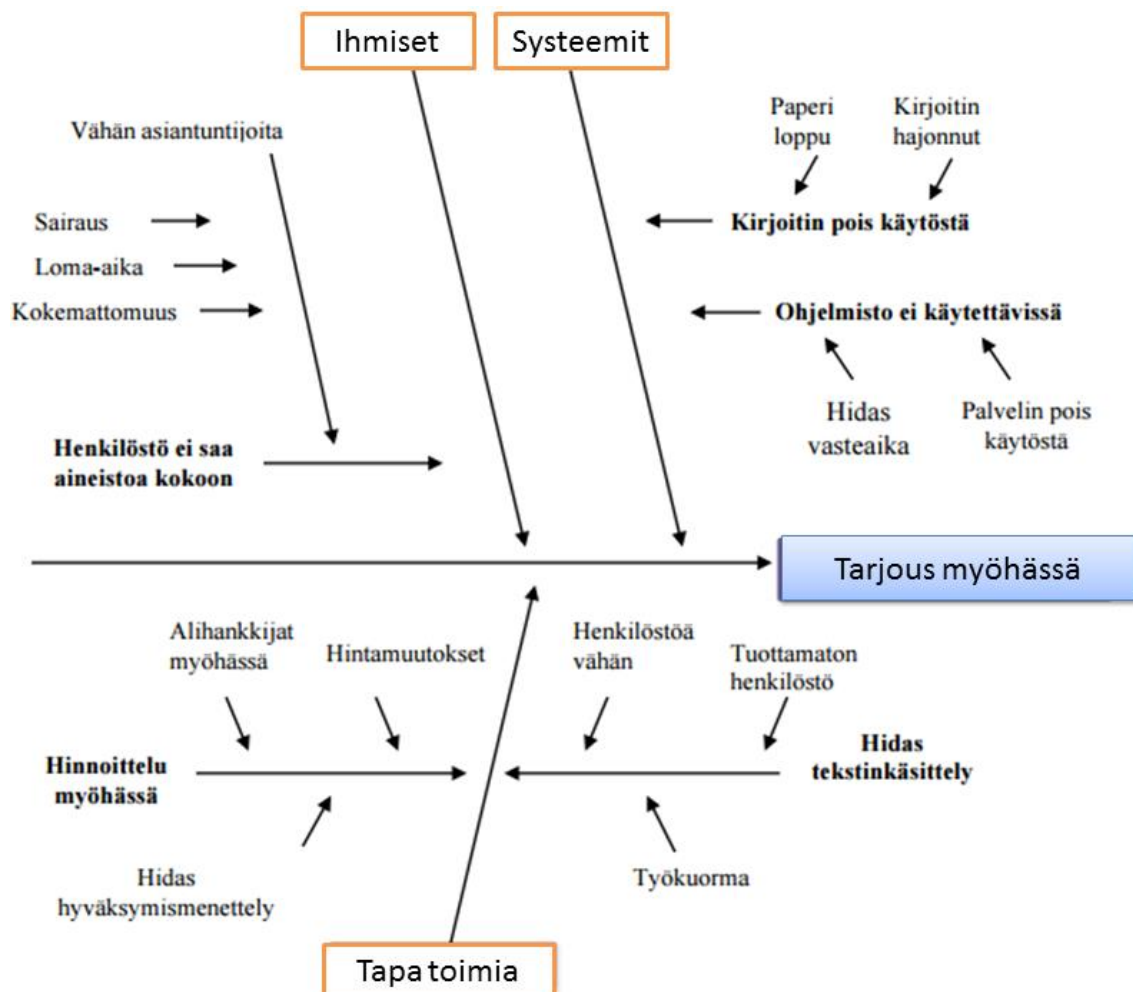 Ihmiset
Systeemit
Vähän asiantuntijoita
Paperi
loppu
Kirjoitin
hajonnut
Sairaus
Loma-aika
Kokemattomuus
Kirjoitin pois käytöstä
Ohjelmisto ei käytettävissä
Hidas
vasteaika
Palvelin pois
käytöstä
Henkilöstö ei saa
aineistoa kokoon
Tarjous myöhässä
Alihankkijat
myöhässä
Hintamuutokset
Henkilöstöä
vähän
Tuottamaton
henkilöstö
Hinnoittelu
myöhässä
Hidas
tekstinkäsittely
Hidas
hyväksymismenettely
Työkuorma
Tapa toimia